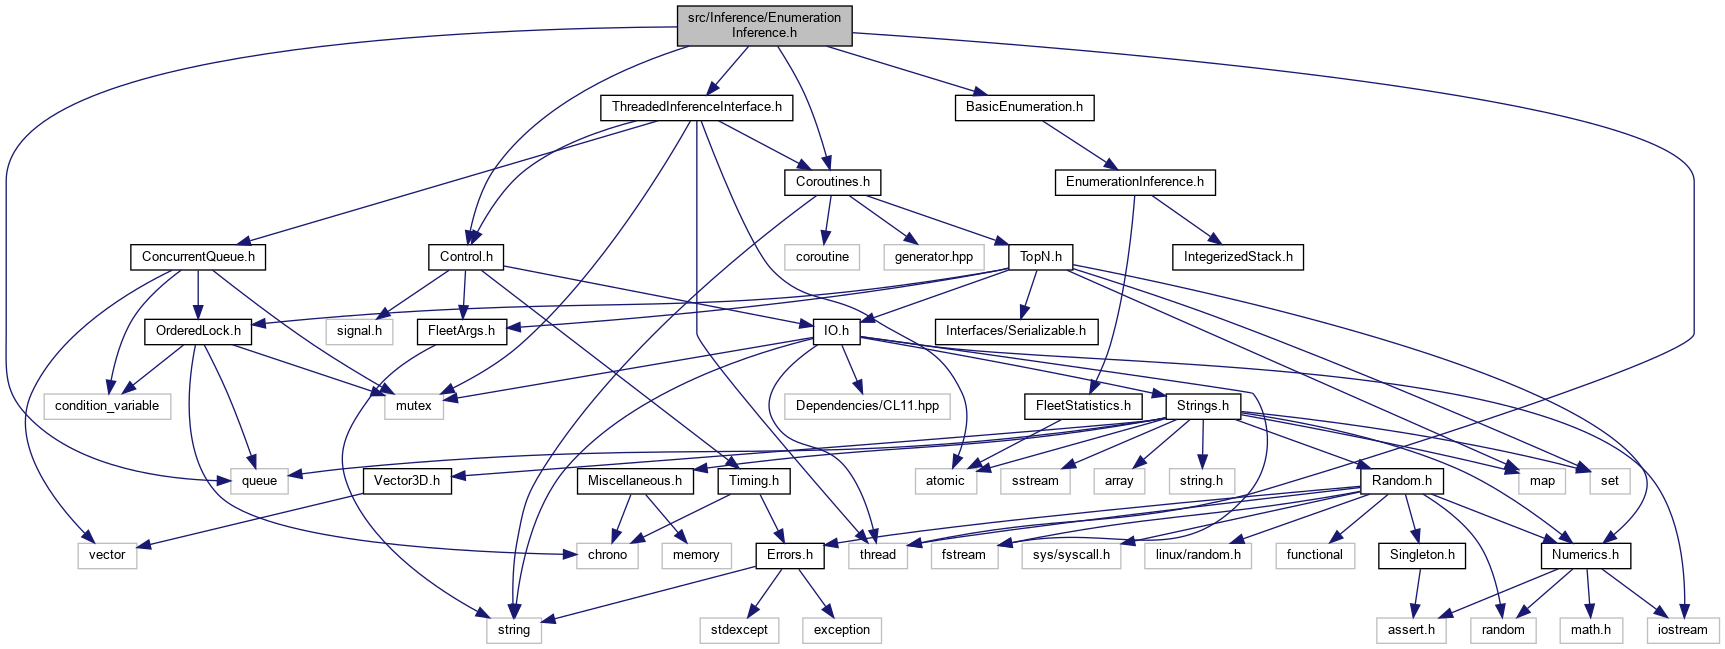 src/Inference/Enumeration
Inference.h
ThreadedInferenceInterface.h
BasicEnumeration.h
Coroutines.h
EnumerationInference.h
ConcurrentQueue.h
Control.h
coroutine
generator.hpp
TopN.h
IntegerizedStack.h
OrderedLock.h
signal.h
FleetArgs.h
IO.h
Interfaces/Serializable.h
condition_variable
mutex
Dependencies/CL11.hpp
FleetStatistics.h
Strings.h
queue
Vector3D.h
Miscellaneous.h
Timing.h
atomic
sstream
array
string.h
Random.h
map
set
vector
chrono
memory
Errors.h
thread
fstream
sys/syscall.h
linux/random.h
functional
Singleton.h
Numerics.h
string
stdexcept
exception
assert.h
random
math.h
iostream